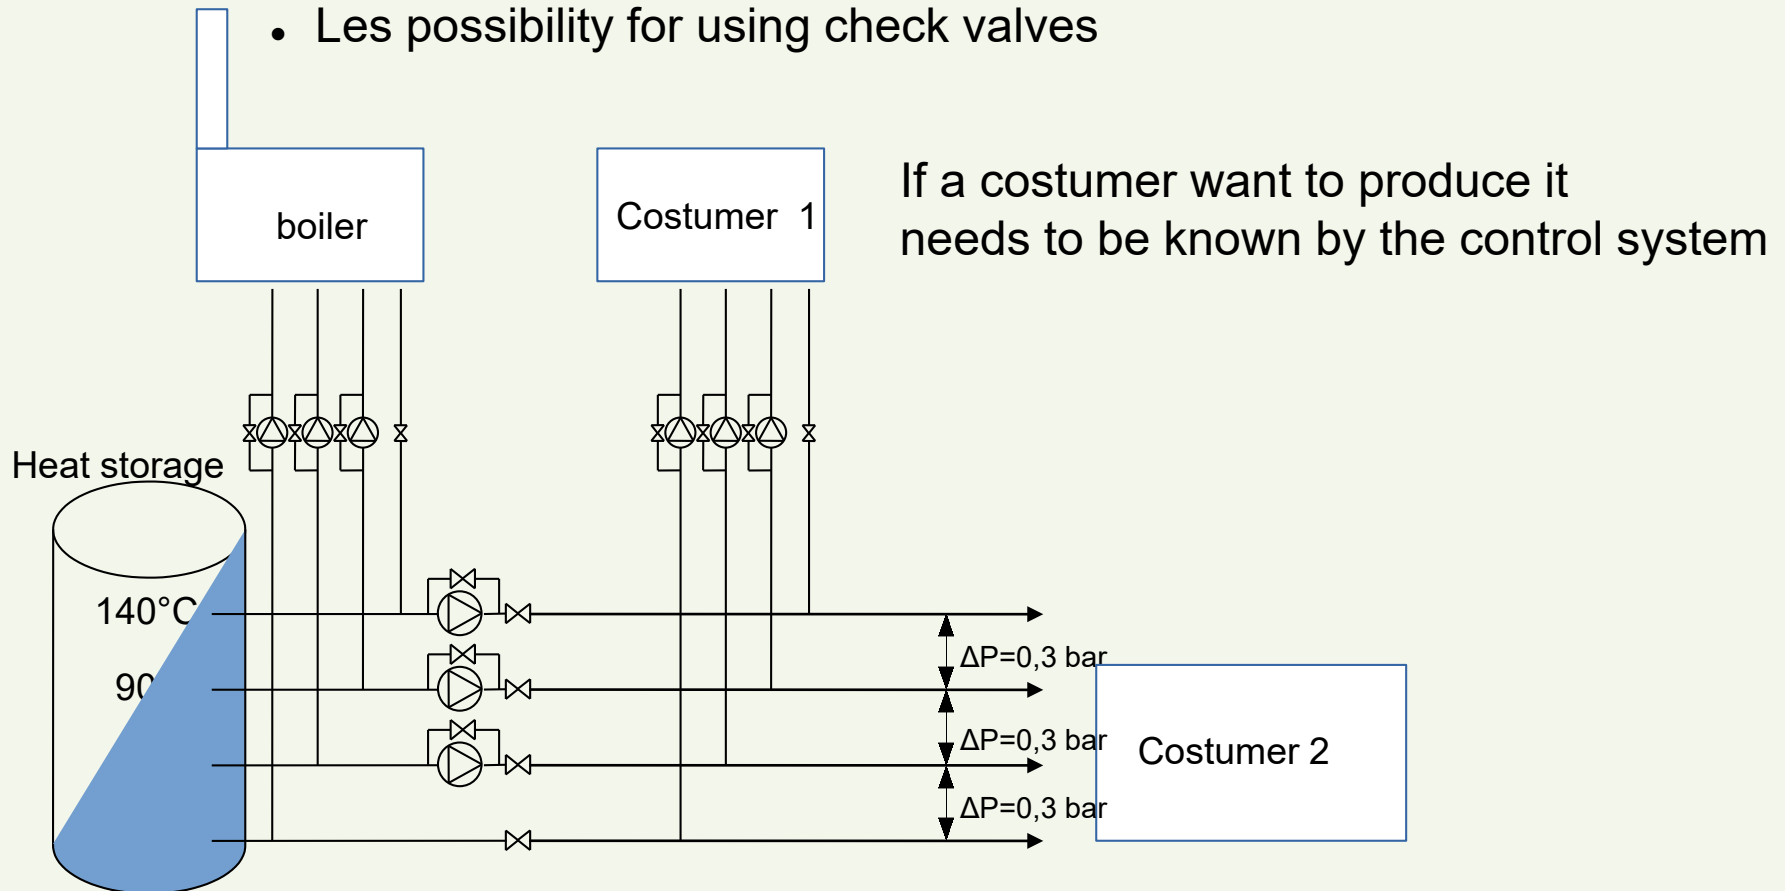 • Les possibility for using check valves
boiler
Costumer 1
If a costumer want to produce it
needs to be known by the control system
Heat storage
140°C
90
ΔP=0,3 bar
ΔP=0,3 bar
ΔP=0,3 bar
Costumer 2